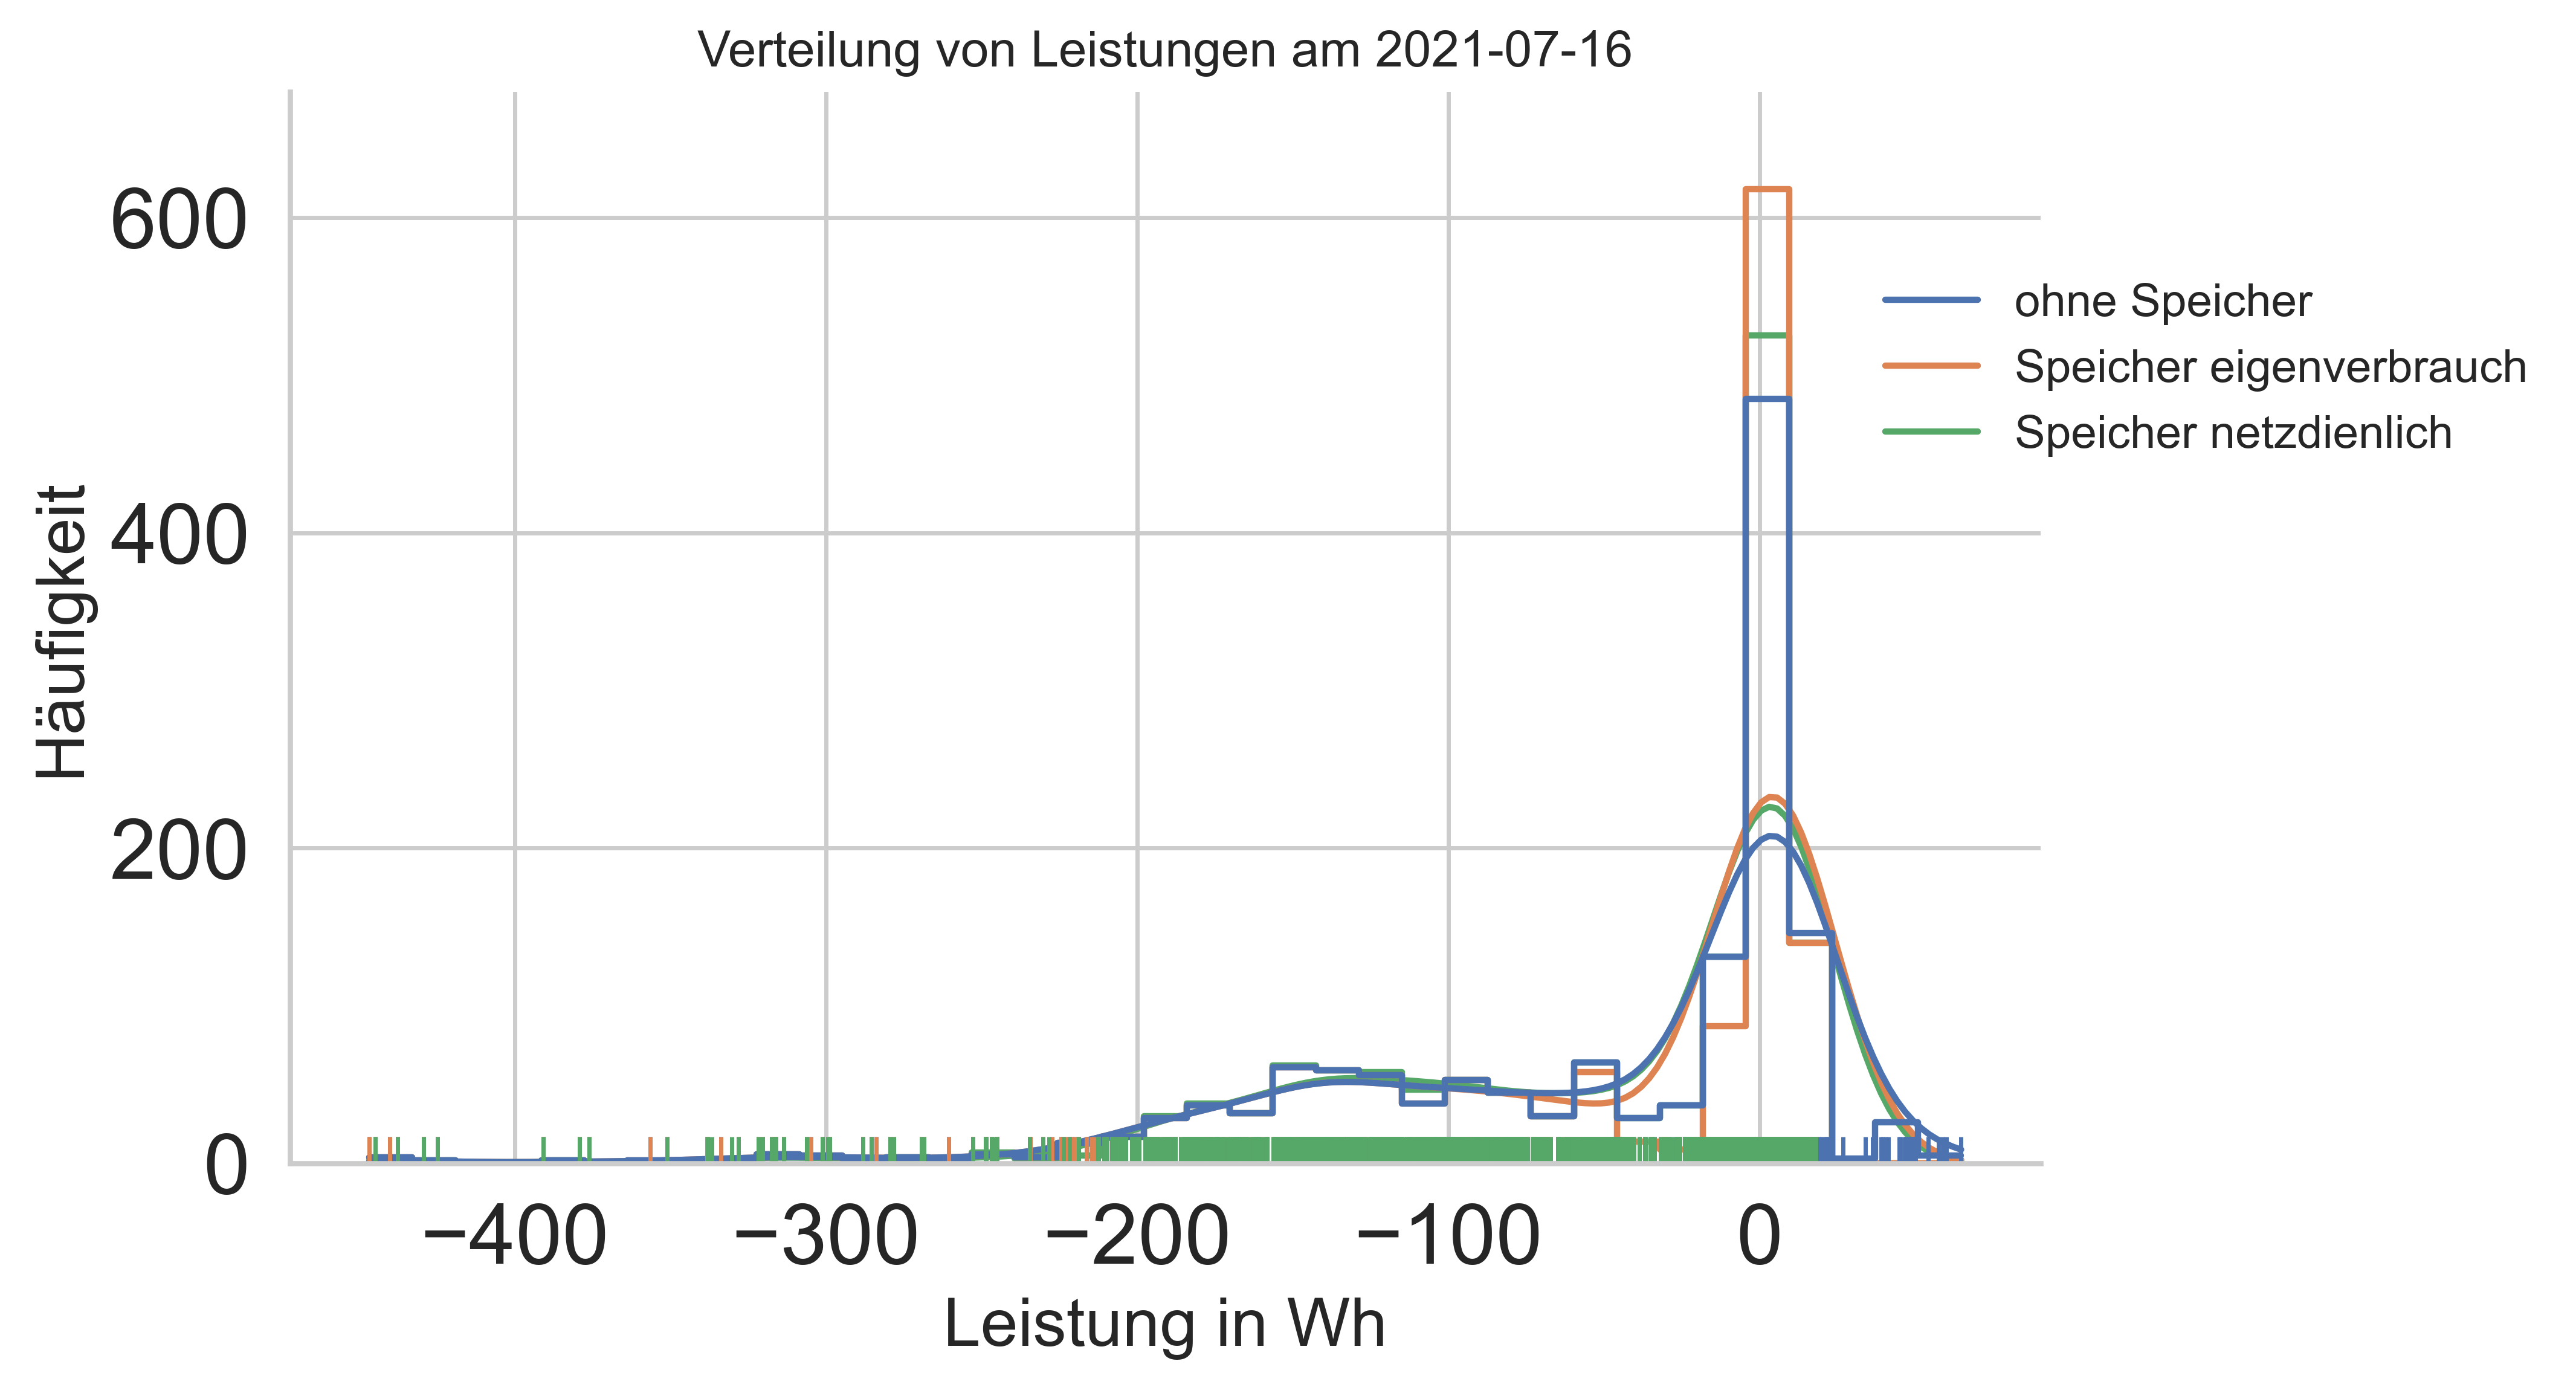 Verteilung von Leistungen am 2021-07-16
600
400
200
0
Häufigkeit
ohne Speicher
Speicher eigenverbrauch
Speicher netzdienlich
−400 −300 −200 −100 0
Leistung in Wh